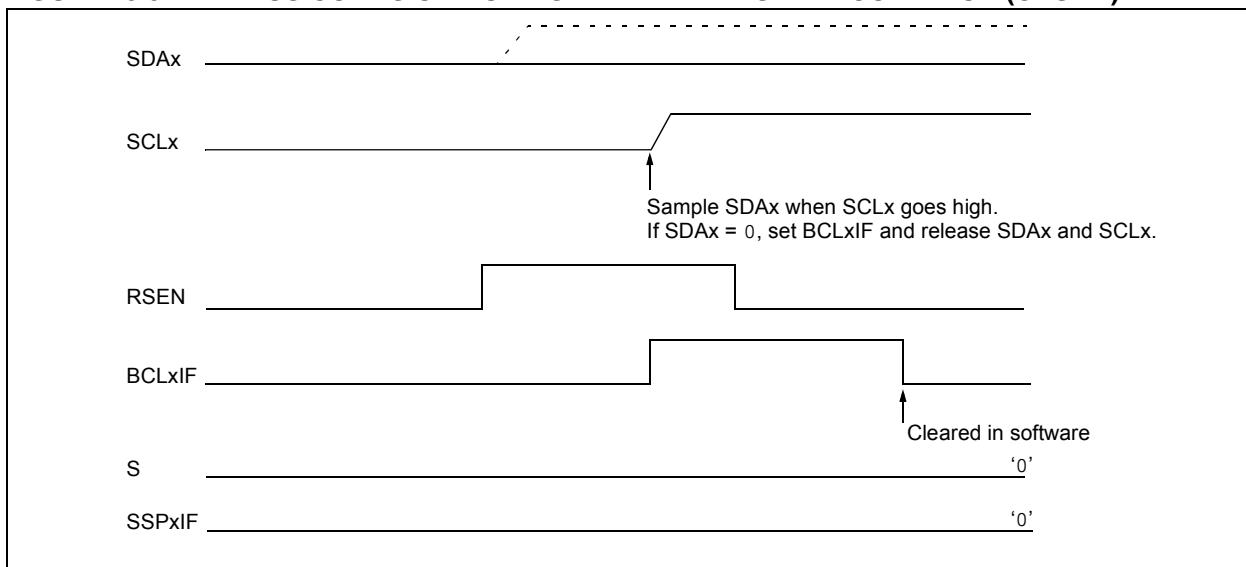 SDAx
SCLx
Sample SDAx when SCLx goes high.
If SDAx = 0, set BCLxIF and release SDAx and SCLx.
RSEN
BCLxIF
Cleared in software
S
‘0’
SSPxIF
‘0’